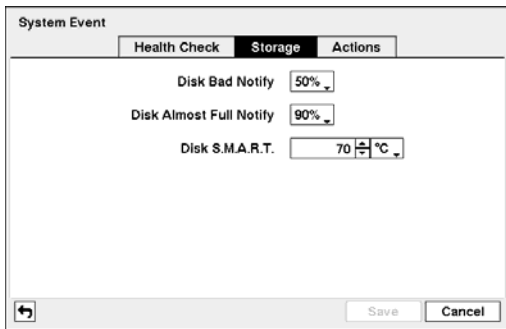 System Event
Health Check Storage Actions
Disk Bad Notify 50%
Disk Almost Full Notify 90%
Disk S.M.A.R.T. 70 °C
Save Cancel